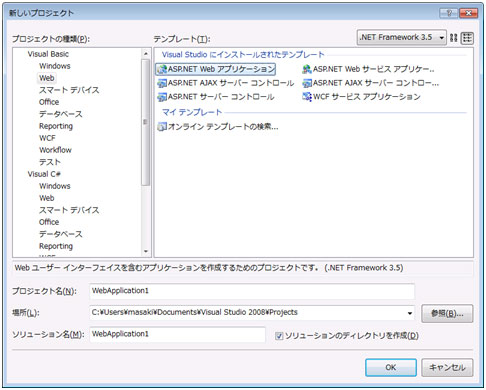 新しいプロジェクト
プロジェクトの種類(P):
テンプレート(T):
.NET Framework 3.5
Visual Basic
Windows
Web
スマート デバイス
Office
データベース
Reporting
WCF
Workflow
テスト
Visual C#
Windows
Web
スマート デバイス
Office
データベース
Reporting
WCF
Visual Studio にインストールされたテンプレート
ASP.NET Web アプリケーション
ASP.NET Web サービス アプリケー...
ASP.NET AJAX サーバー コントロール
ASP.NET AJAX サーバー コントロー...
ASP.NET サーバー コントロール
WCF サービス アプリケーション
マイ テンプレート
オンライン テンプレートの検索...
Web ユーザー インターフェイスを含むアプリケーションを作成するためのプロジェクトです。 (.NET Framework 3.5)
プロジェクト名(N):
WebApplication1
場所(L):
C:¥Users¥masaki¥Documents¥Visual Studio 2008¥Projects
参照(B)...
ソリューション名(M):
WebApplication1
ソリューションのディレクトリを作成(D)
OK
キャンセル